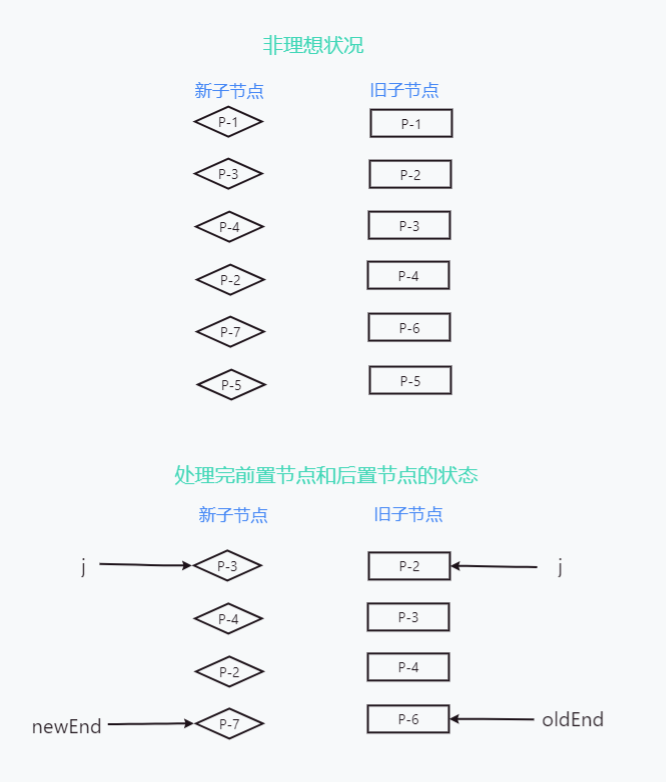 非理想状况
新子节点 旧子节点
P-1 P-1
P-3 P-2
P-4 P-3
P-2 P-4
P-7 P-6
P-5 P-5
处理完前置节点和后置节点的状态
新子节点 旧子节点
j P-3 P-2 j
P-4 P-3
P-2 P-4
newEnd P-7 P-6 oldEnd